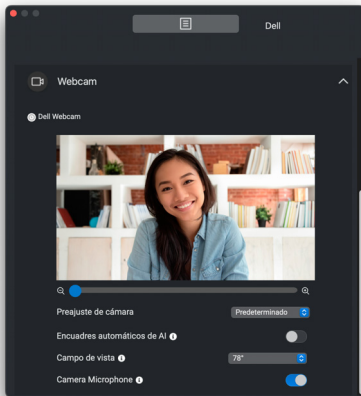 Dell
Webcam
Dell Webcam
Preajuste de cámara
Predeterminado
Encuadres automáticos de AI
Campo de vista
78°
Camera Microphone